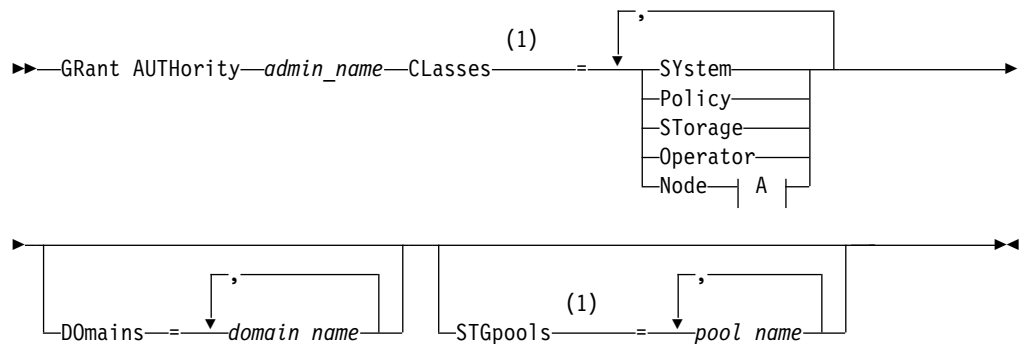 ,
(1)
GRant AUTHority admin_name CLasses = SYstem
Policy
STorage
Operator
Node A
, ,
(1)
DOmains = domain name STGpools = pool name